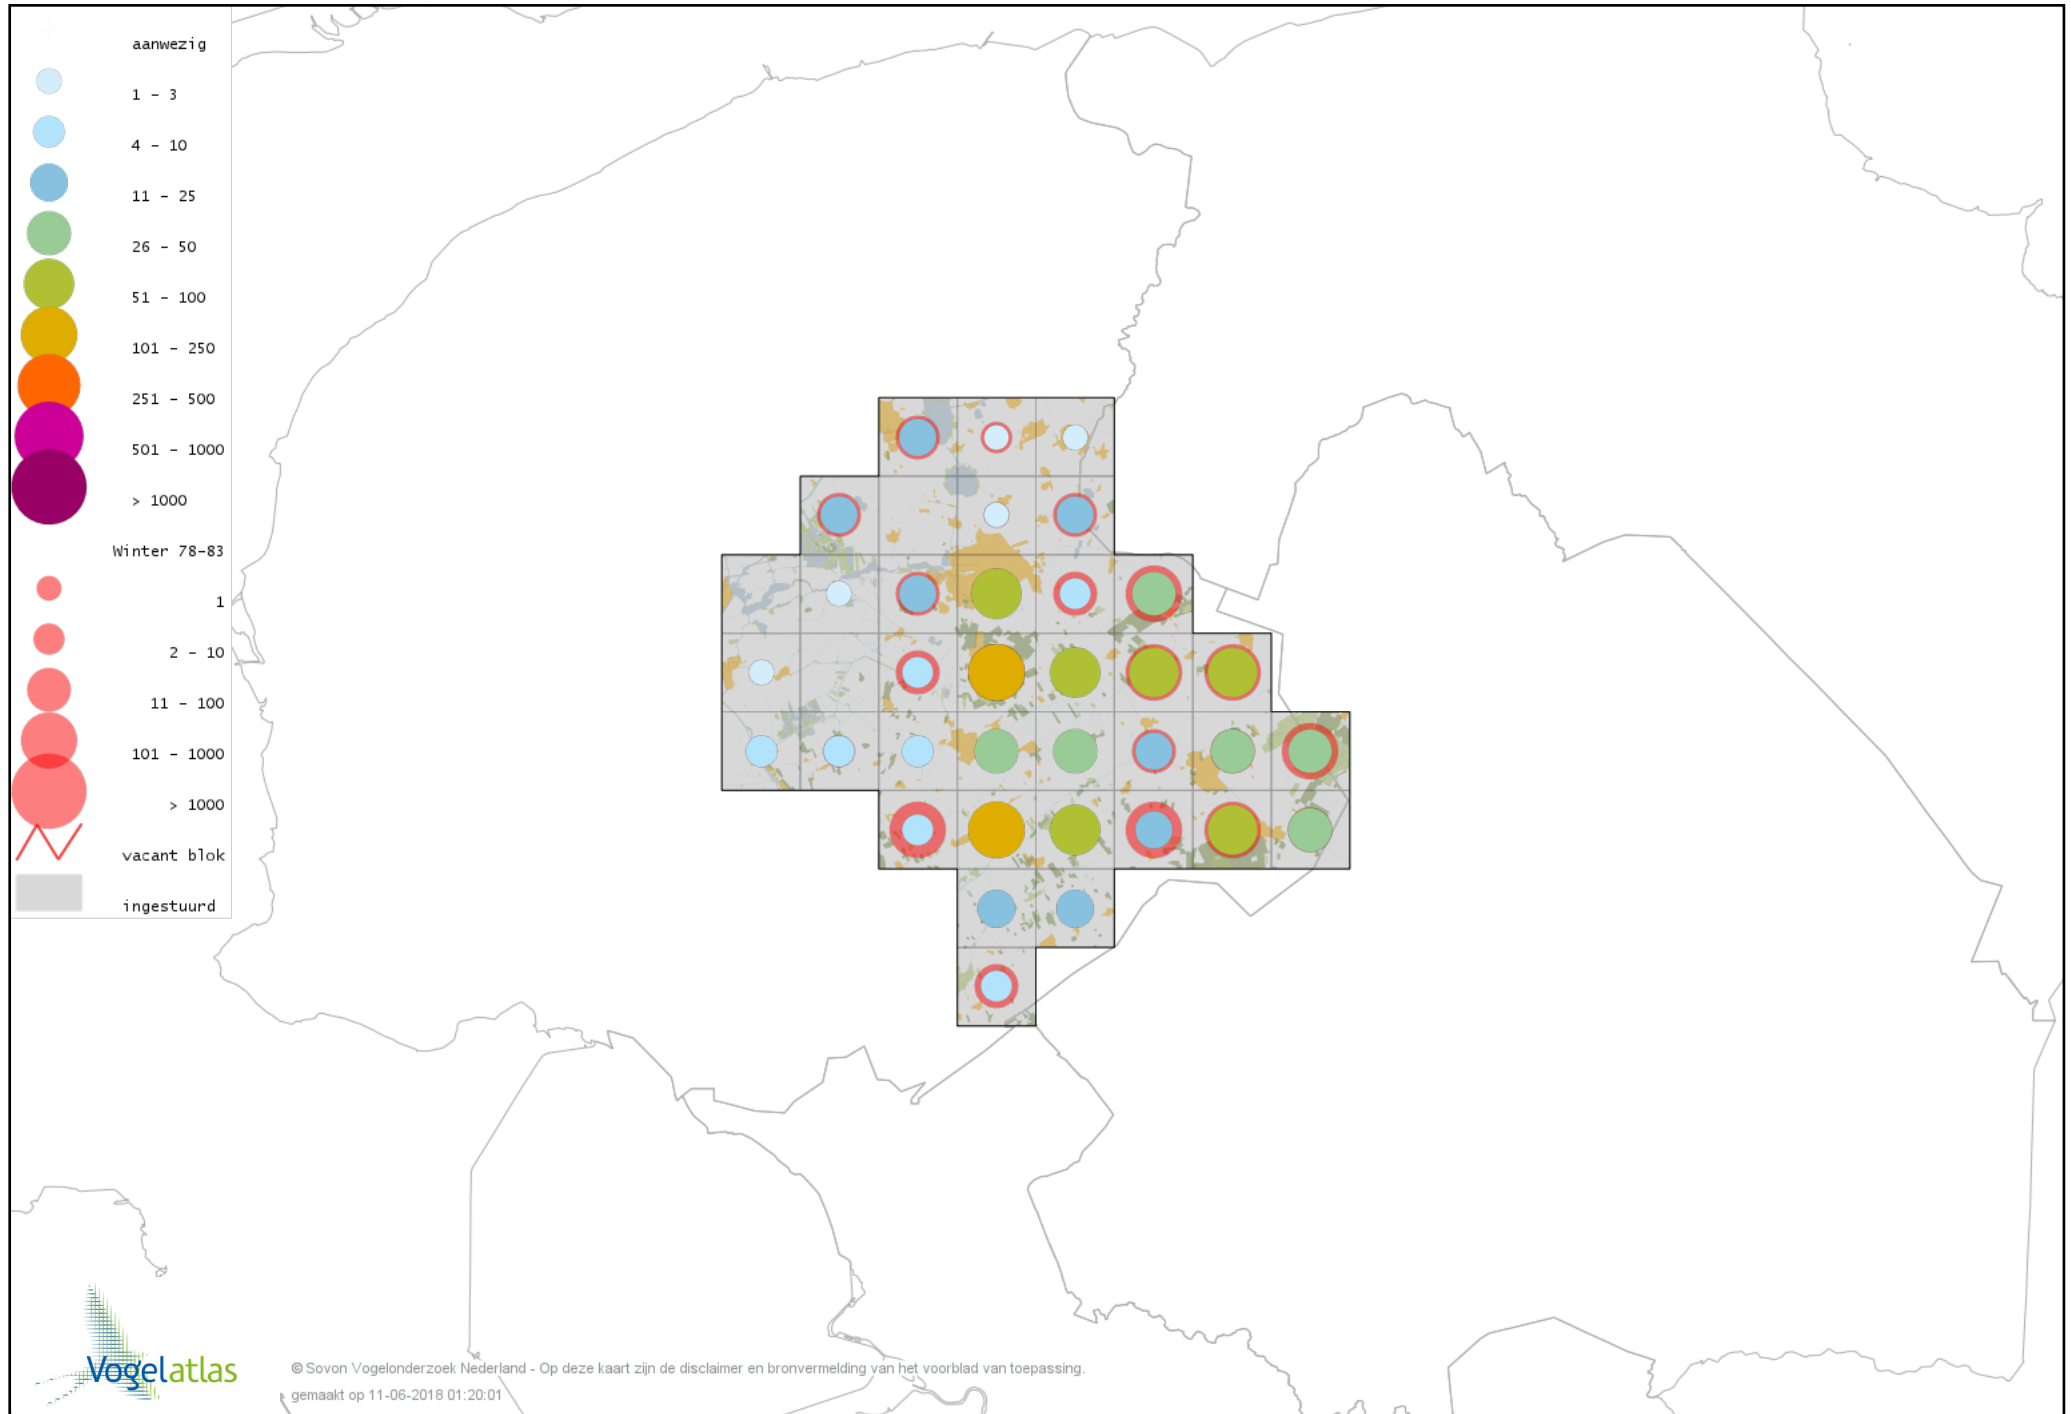 aanwezig
1 - 3
4 - 10
11 - 25
26 - 50
51 - 100
101 - 250
251 - 500
501 - 1000
> 1000
Winter 78-83
1
2 - 10
11 - 100
101 - 1000
> 1000
vacant blok
ingestuurd
Vogelatlas
© Sovon Vogelonderzoek Nederland - Op deze kaart zijn de disclaimer en bronvermelding van het voorblad van toepassing.
gemaakt op 11-06-2018 01:20:01